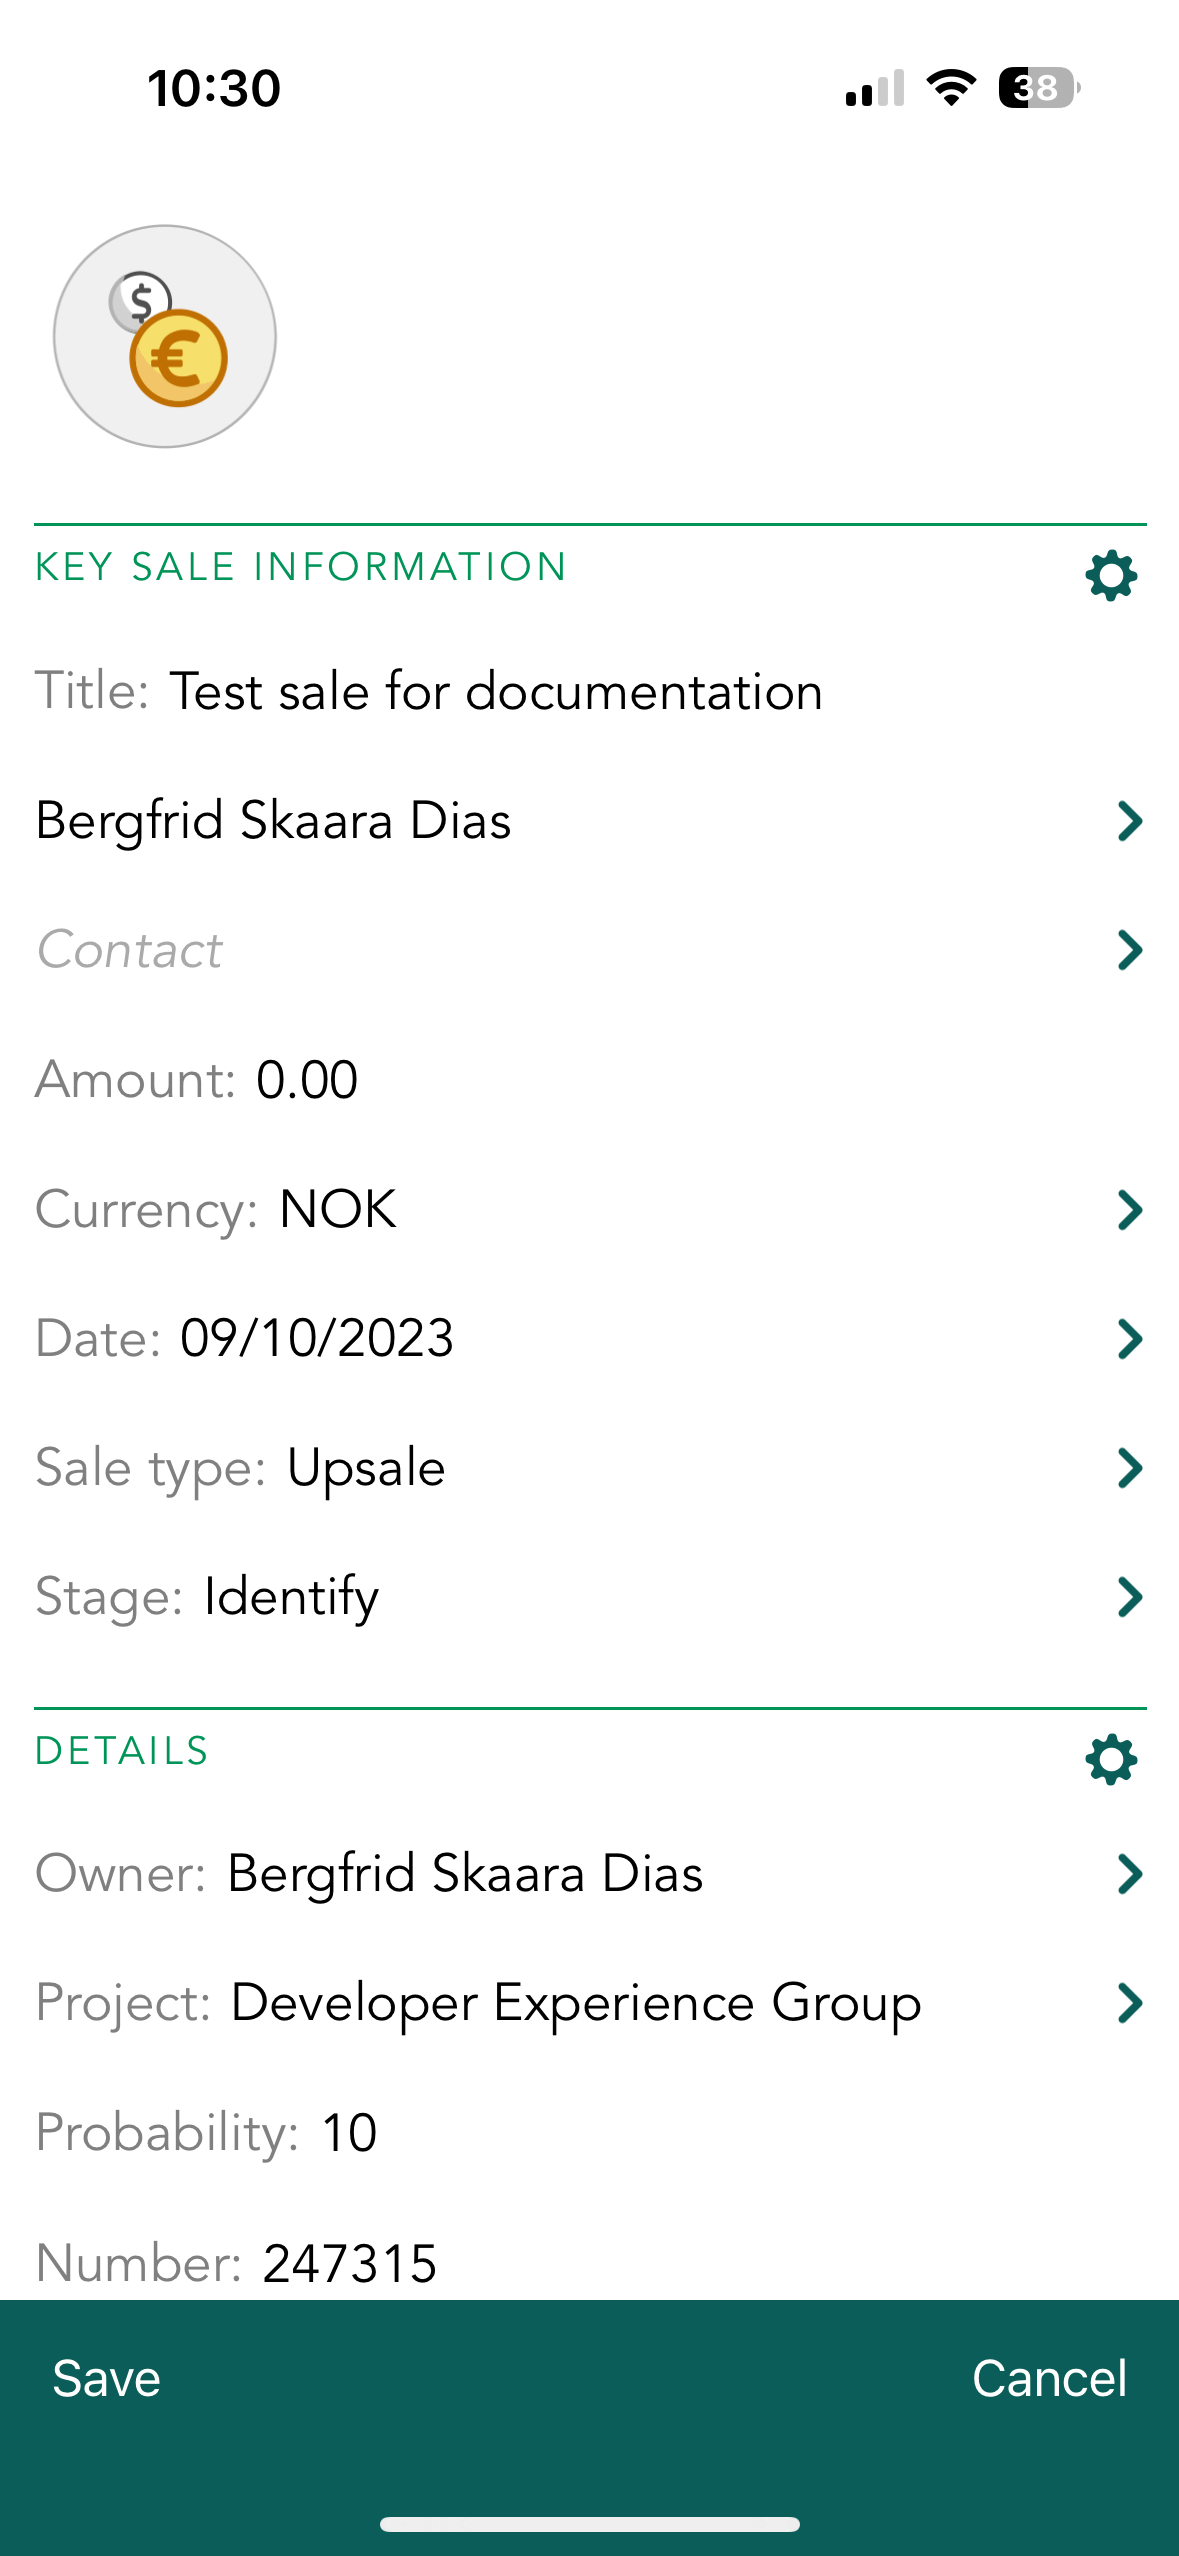 10:30
38
$
€
KEY SALE INFORMATION
Title: Test sale for documentation
Bergfrid Skaara Dias
Contact
Amount: 0.00
Currency: NOK
Date: 09/10/2023
Sale type: Upsale
Stage: Identify
DETAILS
Owner: Bergfrid Skaara Dias
Project: Developer Experience Group
Probability: 10
Number: 247315
Save
Cancel